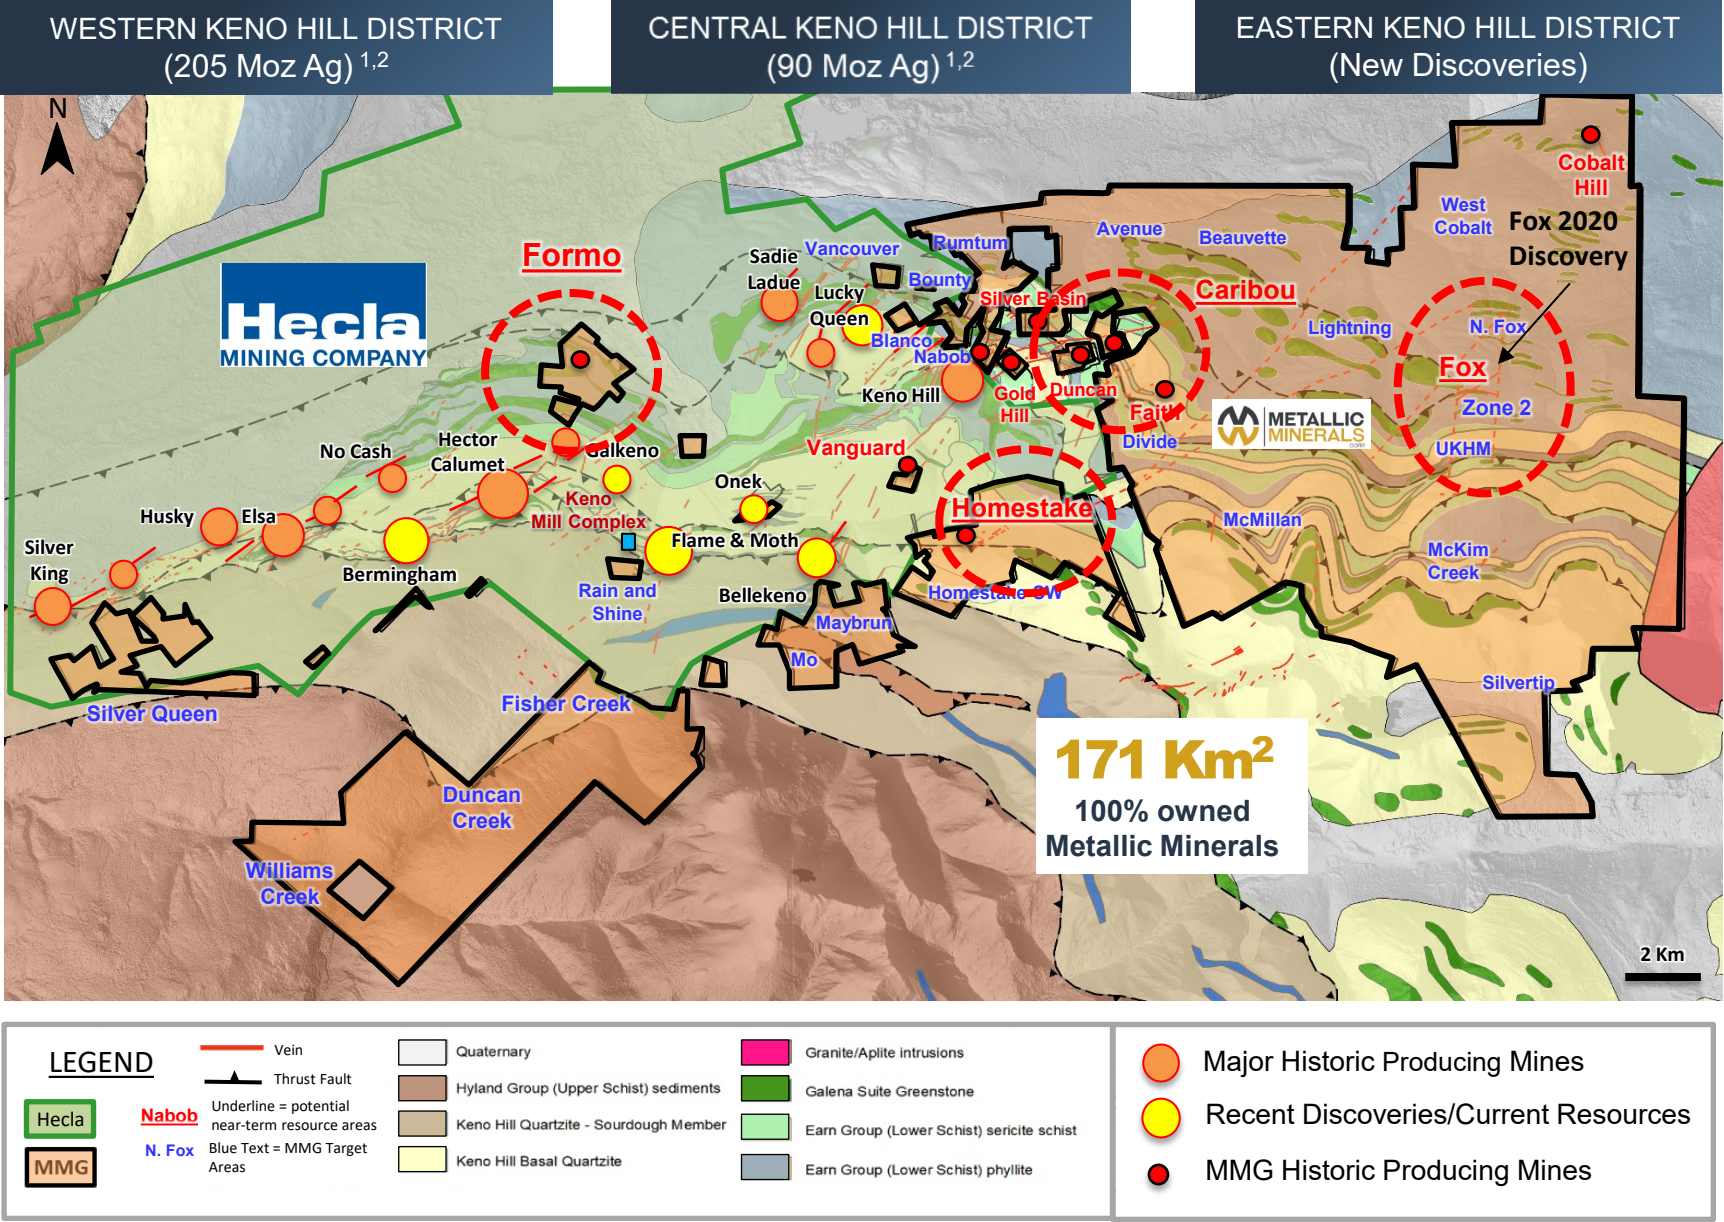 WESTERN KENO HILL DISTRICT
(205 Moz Ag) 1,2
CENTRAL KENO HILL DISTRICT
(90 Moz Ag) 1,2
EASTERN KENO HILL DISTRICT
(New Discoveries)
N
Cobalt
Hill
West
Cobalt
Fox 2020
Discovery
Avenue
Beauvette
Rumtum
Vancouver
Sadie
Ladue
Formo
Bounty
Lucky
Queen
Silver Basin
Caribou
Hecla
MINING COMPANY
Lightning
N. Fox
Blanco
Nabob
Fox
Keno Hill
Gold
Hill
Duncan
Faith
Zone 2
METALLIC
MINERALS
CORP.
Divide
UKHM
Vanguard
No Cash
Hector
Calumet
Galkeno
Onek
Keno
Mill Complex
Homestake
Husky
Elsa
McMillan
Flame & Moth
McKim
Creek
Silver
King
Bermingham
Rain and
Shine
Bellekeno
Homestake SW
Maybrun
Mo
Silvertip
Silver Queen
Fisher Creek
171 Km2
100% owned
Metallic Minerals
Duncan
Creek
Williams
Creek
2 Km
LEGEND
Vein
Thrust Fault
Hecla
Nabob
Underline = potential
near-term resource areas
MMG
N. Fox
Blue Text = MMG Target
Areas
Quaternary
Hyland Group (Upper Schist) sediments
Keno Hill Quartzite - Sourdough Member
Keno Hill Basal Quartzite
Granite/Aplite intrusions
Galena Suite Greenstone
Earn Group (Lower Schist) sericite schist
Earn Group (Lower Schist) phyllite
Major Historic Producing Mines
Recent Discoveries/Current Resources
MMG Historic Producing Mines